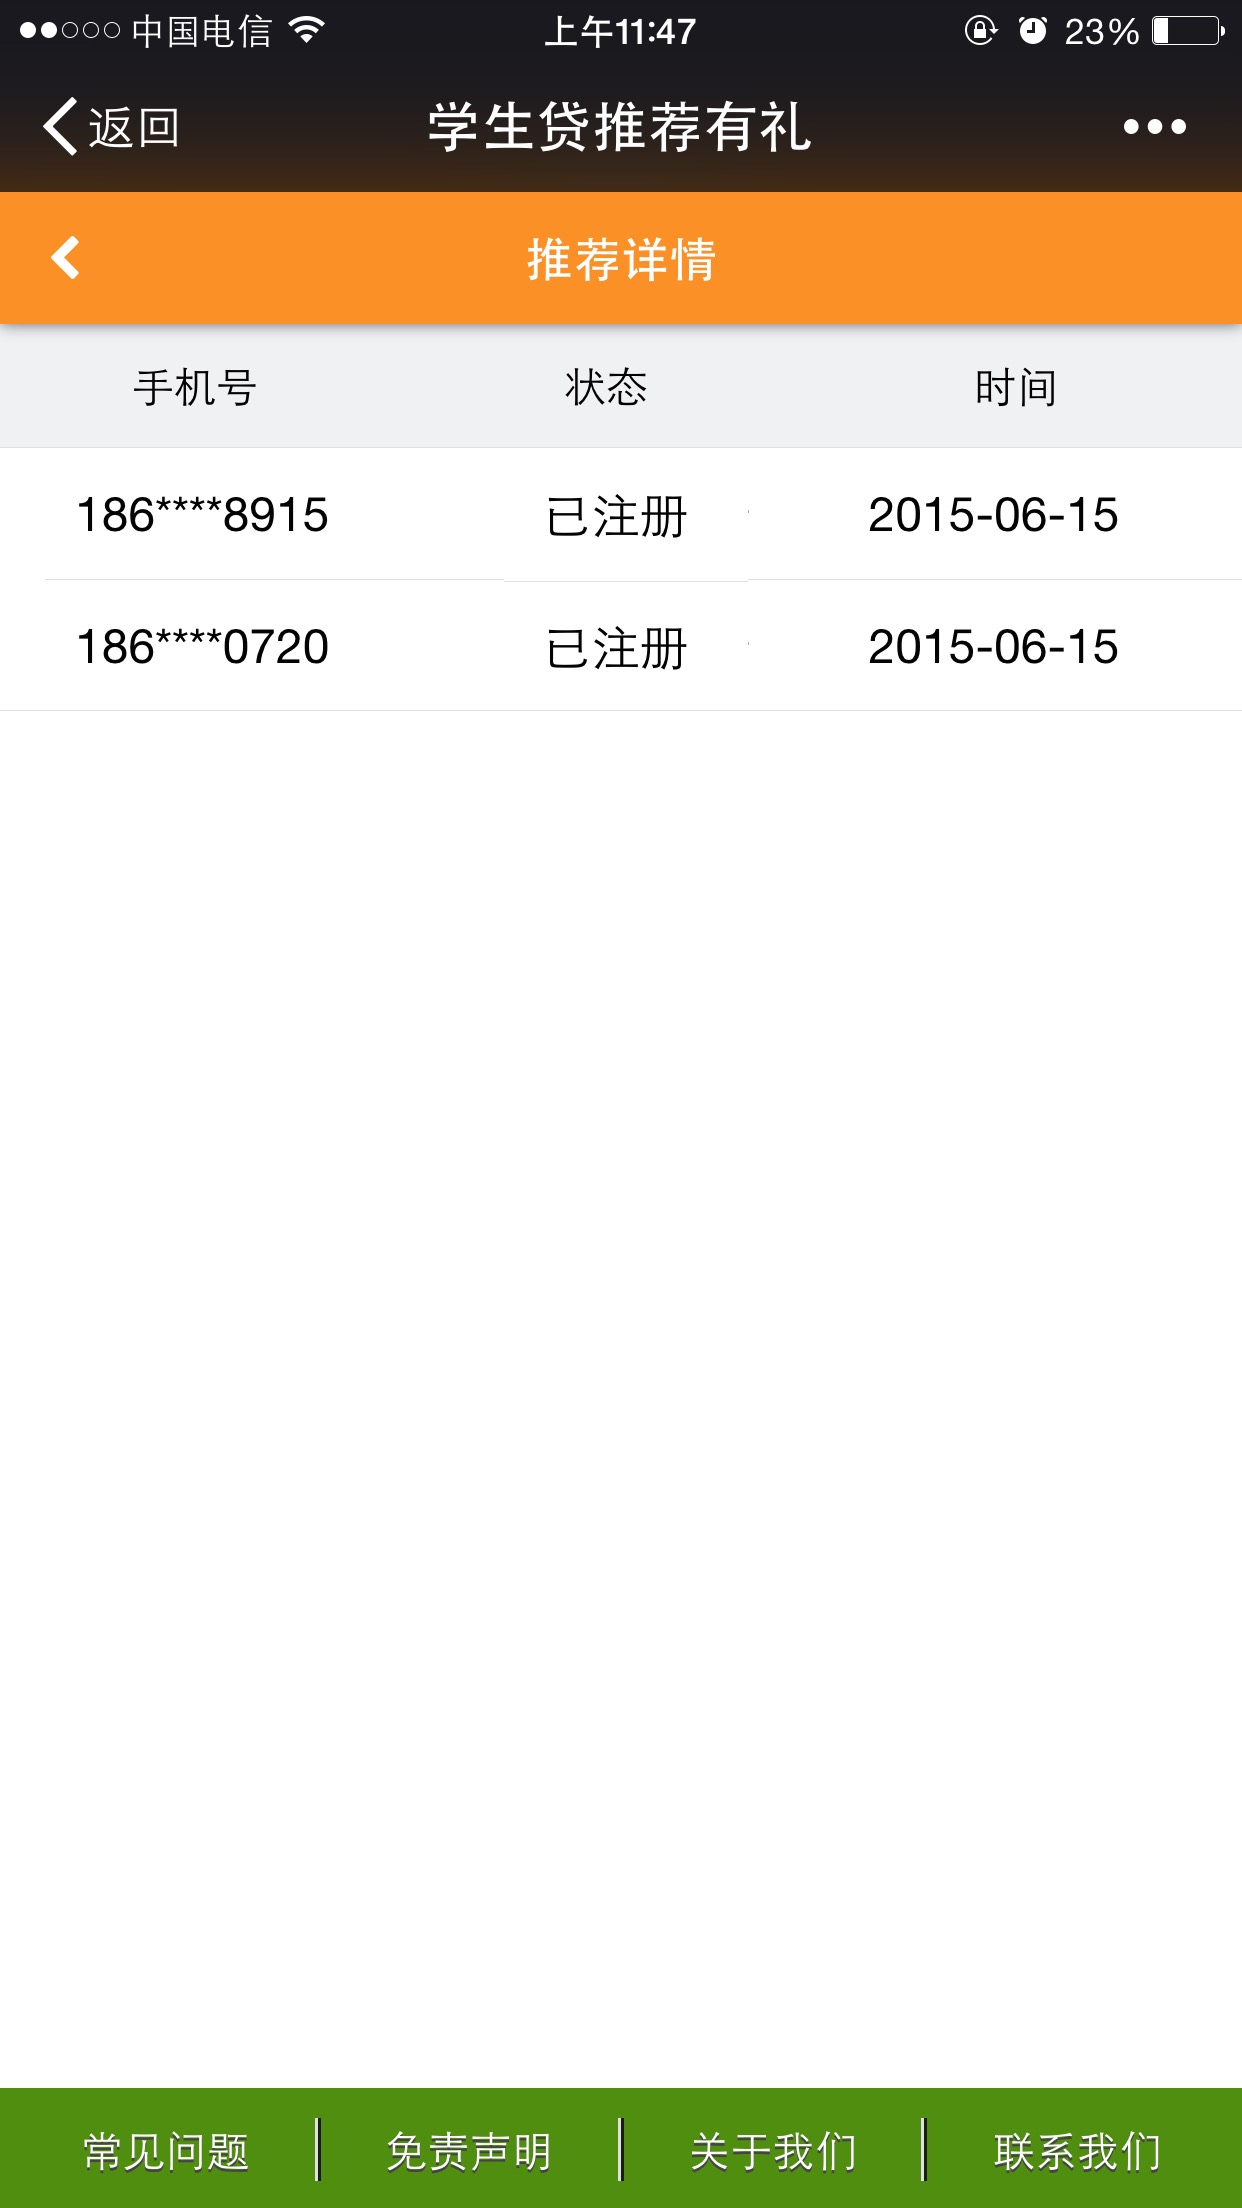 中国电信 上午11:47 23%
返回 学生贷推荐有礼
推荐详情
手机号 状态 时间
186****8915 已注册 2015-06-15
186****0720 已注册 2015-06-15
常见问题 免责声明 关于我们 联系我们